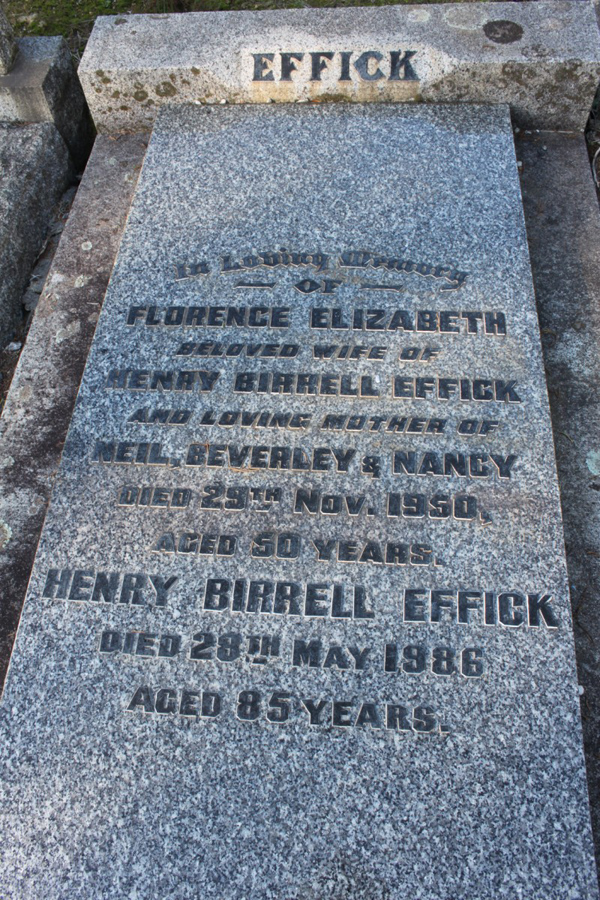 EFFICK
In Loving Memory
OF
FLORENCE ELIZABETH
BELOVED WIFE OF
HENRY BIRRELL EFFICK
AND LOVING MOTHER OF
NEIL, BEVERLEY & NANCY
DIED 29TH NOV. 1950,
AGED 50 YEARS.
HENRY BIRRELL EFFICK
DIED 28TH MAY 1986
AGED 85 YEARS.